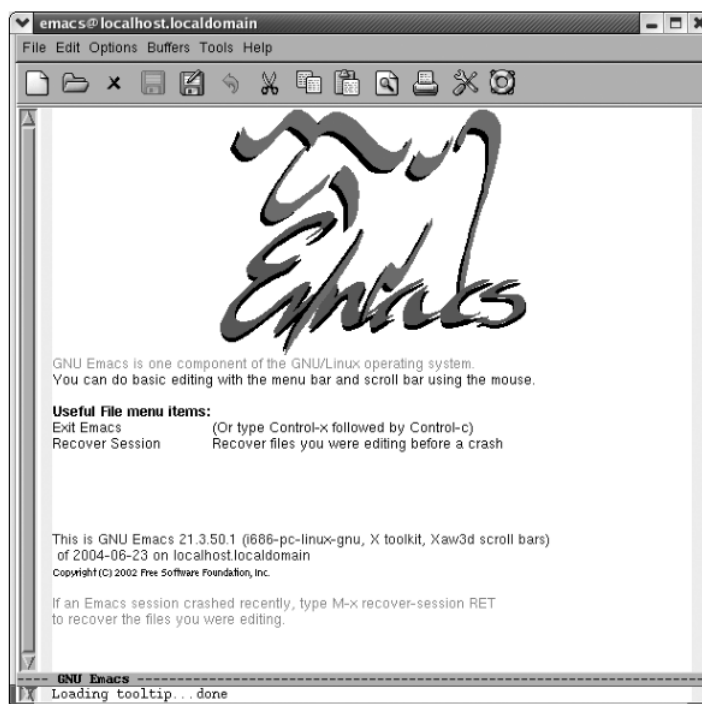 emacs@localhost.localdomain
File Edit Options Buffers Tools Help
Emacs
GNU Emacs is one component of the GNU/Linux operating system.
You can do basic editing with the menu bar and scroll bar using the mouse.
Useful File menu items:
Exit Emacs (Or type Control-x followed by Control-c)
Recover Session Recover files you were editing before a crash
This is GNU Emacs 21.3.50.1 (i686-pc-linux-gnu, X toolkit, Xaw3d scroll bars)
of 2004-06-23 on localhost.localdomain
Copyright (C) 2002 Free Software Foundation, Inc.
If an Emacs session crashed recently, type M-x recover-session RET
to recover the files you were editing.
---- GNU Emacs ----
Loading tooltip...done